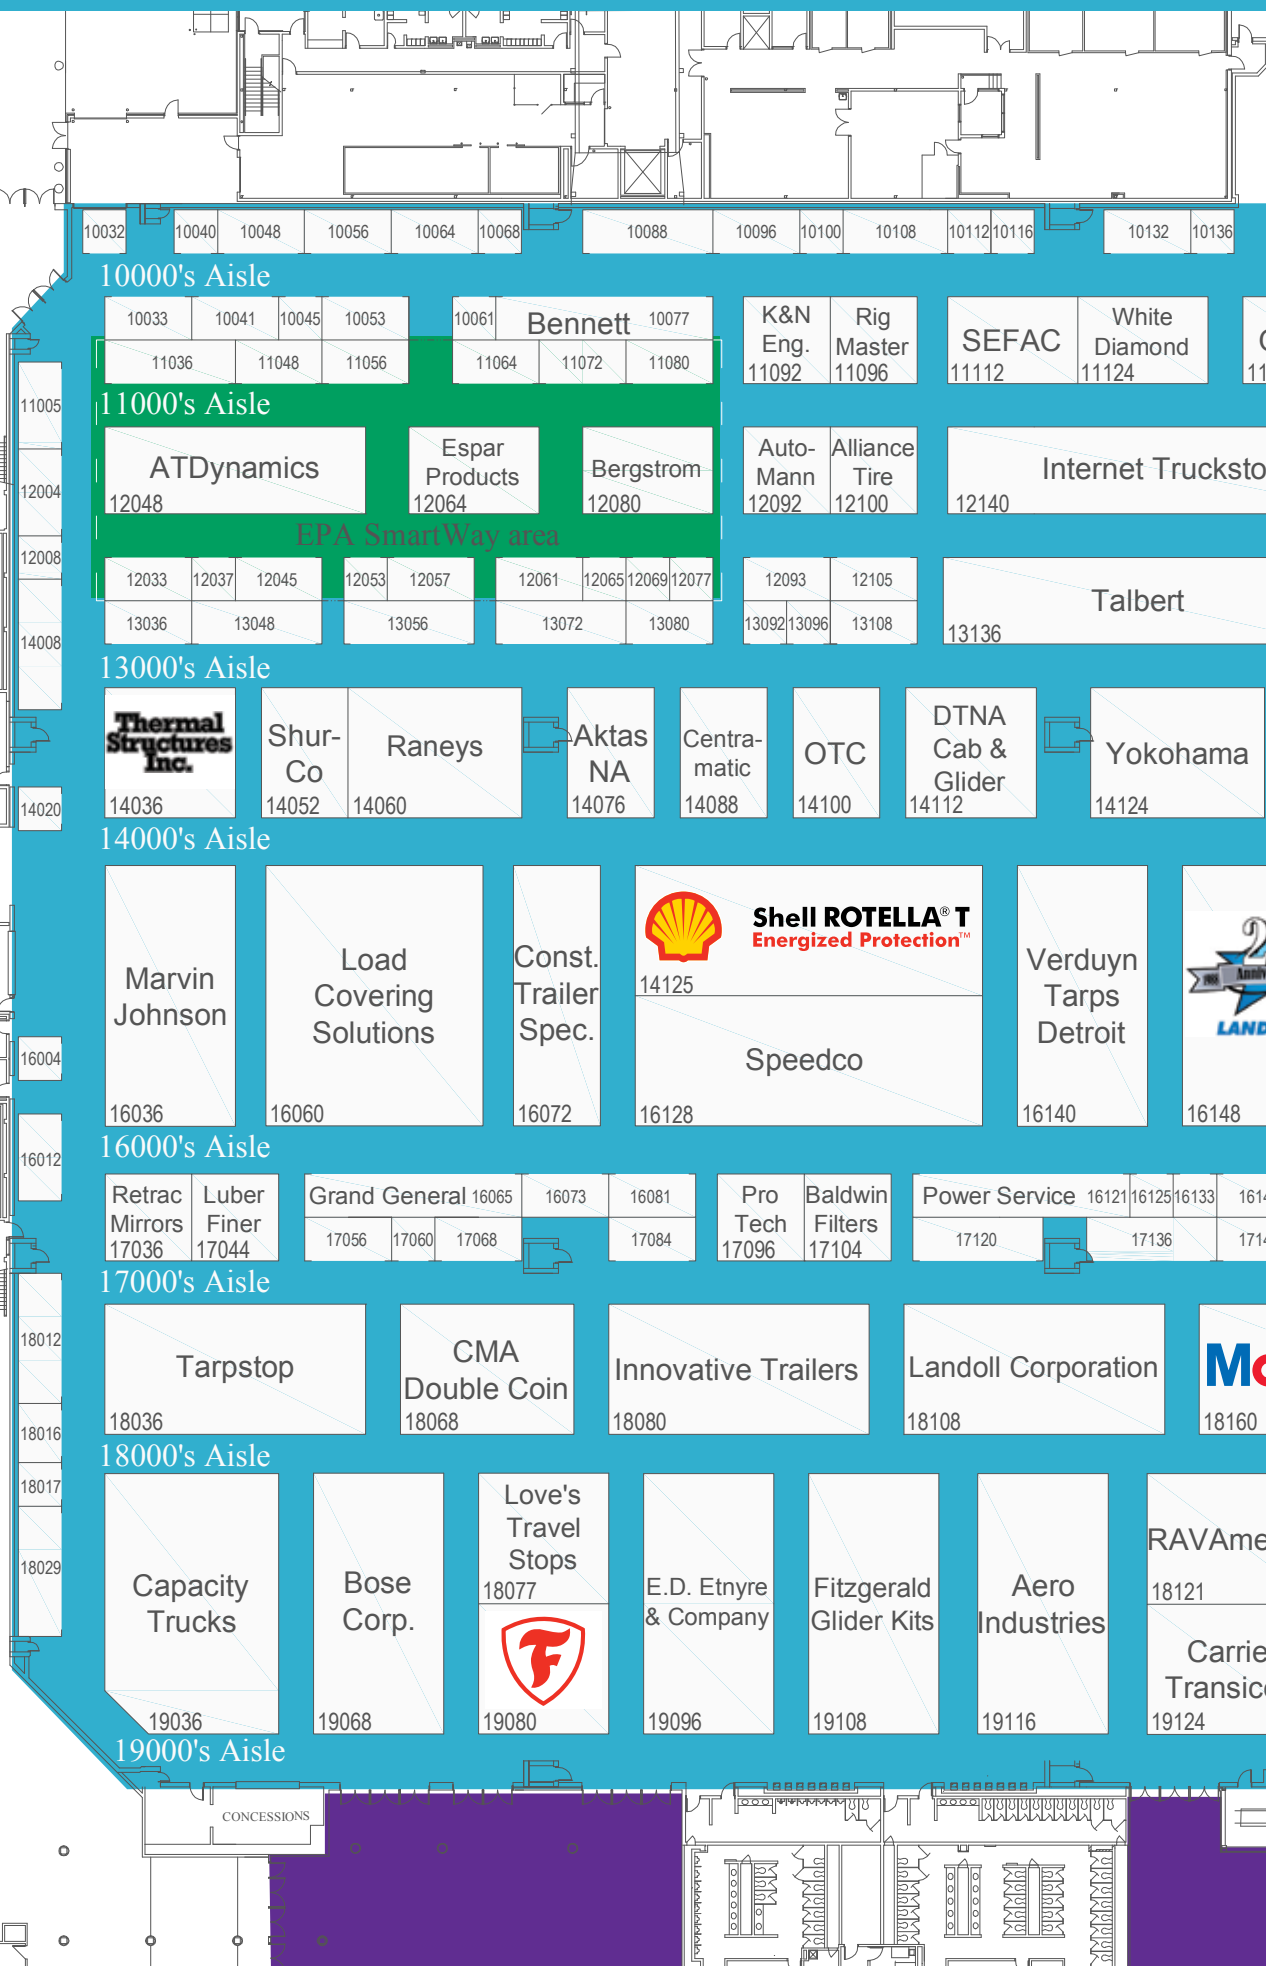 10032
10040
10048
10056
10064
10068
10088
10096
10100
10108
10112
10116
10132
10136
10000's Aisle
10033
10041
10045
10053
10061
Bennett
10077
K&N
Eng.
11092
Rig
Master
11096
SEFAC
11112
White
Diamond
11124
11036
11048
11056
11064
11072
11080
11000's Aisle
11005
ATDynamics
12048
Espar
Products
12064
Bergstrom
12080
Auto-
Mann
12092
Alliance
Tire
12100
Internet Trucksto
12140
12004
EPA SmartWay area
12008
12033
12037
12045
12053
12057
12061
12065
12069
12077
12093
12105
Talbert
13136
13036
13048
13056
13072
13080
13092
13096
13108
14008
13000's Aisle
Thermal
Structures
Inc.
14036
Shur-
Co
14052
Raneys
14060
Aktas
NA
14076
Centra-
matic
14088
OTC
14100
DTNA
Cab &
Glider
14112
Yokohama
14124
14020
14000's Aisle
Marvin
Johnson
16036
Load
Covering
Solutions
16060
Const.
Trailer
Spec.
16072
Shell ROTELLA® T
Energized Protection™
14125
Speedco
16128
Verduyn
Tarps
Detroit
16140
1988
LAND
16148
16004
16000's Aisle
16012
Retrac
Mirrors
17036
Luber
Finer
17044
Grand General 16065
16073
16081
17056
17060
17068
17084
Pro
Tech
17096
Baldwin
Filters
17104
Power Service 16121
16125
16133
1614
17120
17136
1714
17000's Aisle
18012
Tarpstop
18036
CMA
Double Coin
18068
Innovative Trailers
18080
Landoll Corporation
18108
Mo
18160
18016
18000's Aisle
18017
18029
Capacity
Trucks
19036
Bose
Corp.
19068
Love's
Travel
Stops
18077
F
19080
E.D. Etnyre
& Company
19096
Fitzgerald
Glider Kits
19108
Aero
Industries
19116
RAVAme
18121
Carrie
Transic
19124
19000's Aisle
CONCESSIONS